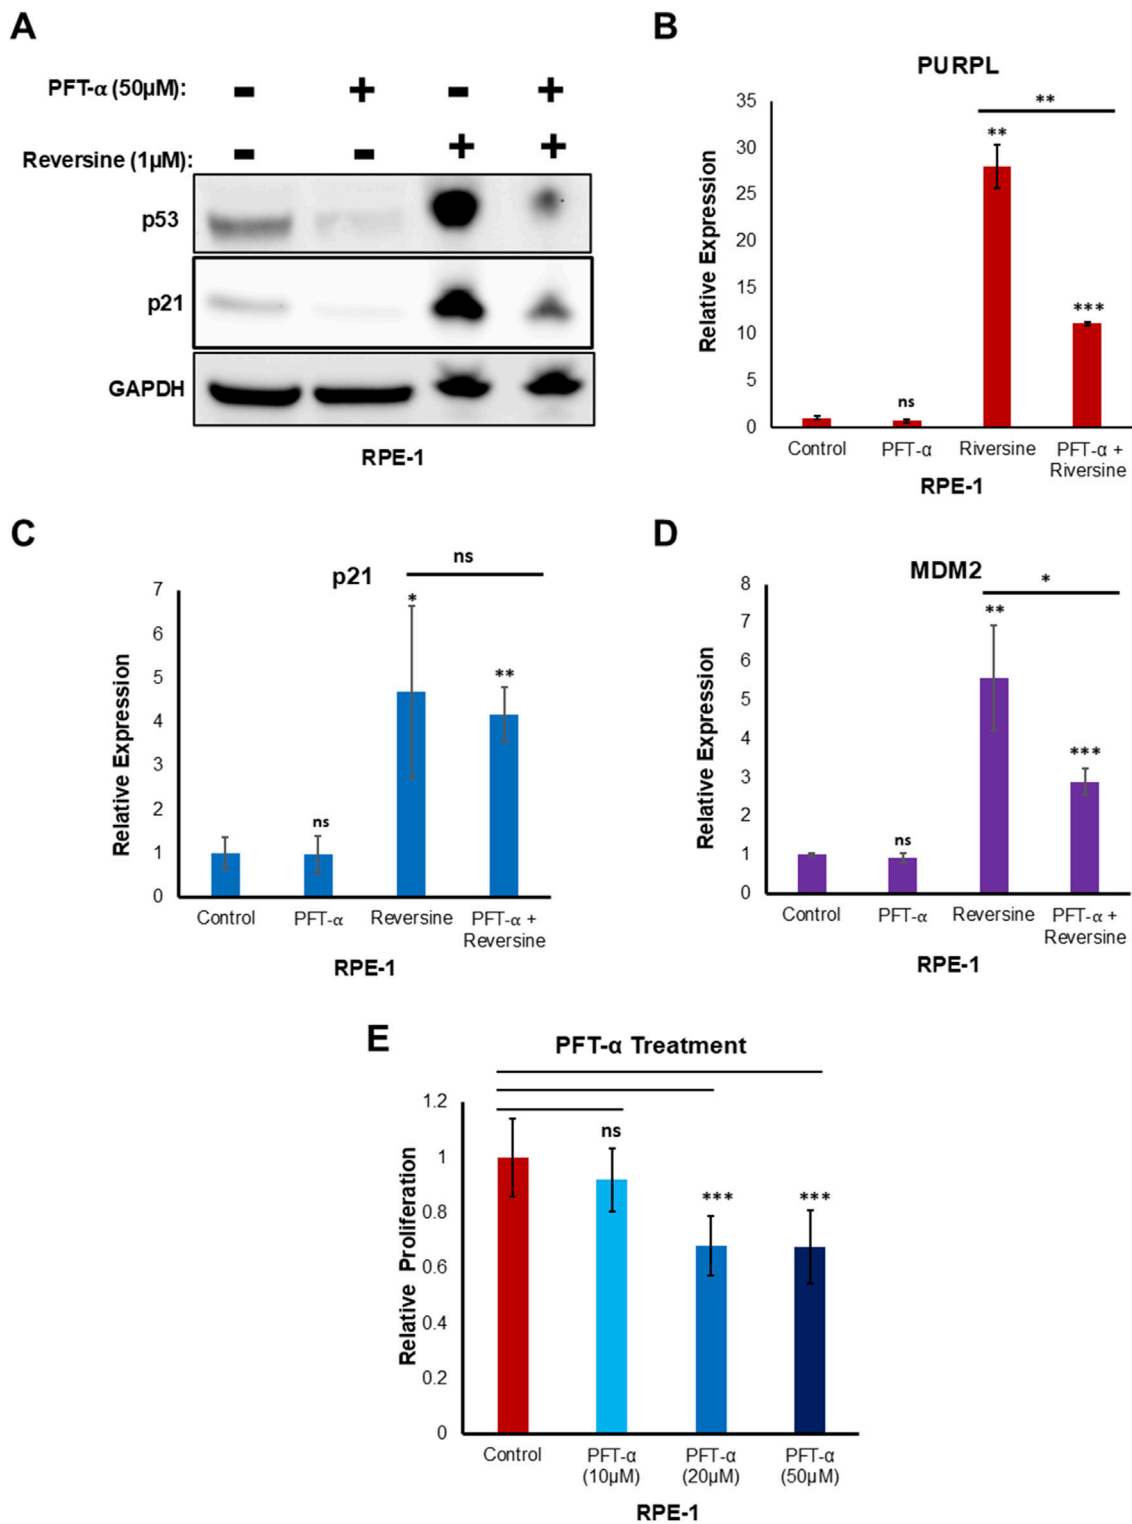 A
PFT-α (50µM): - + - +
Reversine (1µM): - - + +
p53
p21
GAPDH
RPE-1
B
PURPL
**
35
30
25
20
15
10
5
0
Relative Expression
ns
**
***
Control PFT-α Riversine PFT-α +
Riversine
RPE-1
C
p21
ns
7
6
5
4
3
2
1
0
Relative Expression
ns
*
**
Control PFT-α Reversine PFT-α +
Reversine
RPE-1
D
MDM2
*
8
7
6
5
4
3
2
1
0
Relative Expression
ns
**
***
Control PFT-α Reversine PFT-α +
Reversine
RPE-1
E
PFT-α Treatment
1.2
1
0.8
0.6
0.4
0.2
0
Relative Proliferation
ns
***
***
Control PFT-α PFT-α PFT-α
(10µM) (20µM) (50µM)
RPE-1